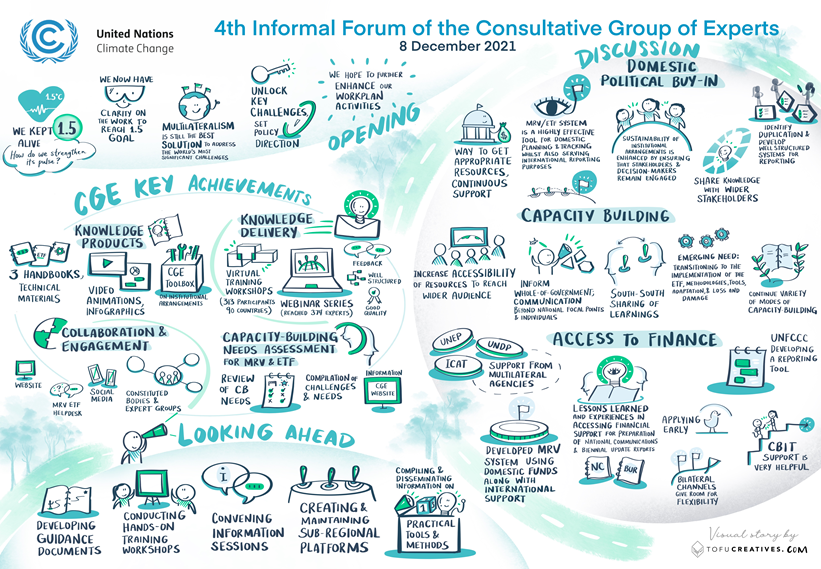 United Nations
Climate Change
4th Informal Forum of the Consultative Group of Experts
8 December 2021
1.5°C
WE KEPT 1.5
ALIVE
How do we strengthen
its pulse?
WE NOW HAVE
CLARITY ON
THE WORK TO
REACH 1.5
GOAL
MULTILATERALISM
IS STILL THE BEST
SOLUTION TO ADDRESS
THE WORLD'S MOST
SIGNIFICANT CHALLENGES
UNLOCK
KEY
CHALLENGES,
SET
POLICY
DIRECTION
WE HOPE TO FURTHER
ENHANCE OUR
WORKPLAN
ACTIVITIES
OPENING
CGE KEY ACHIEVEMENTS
KNOWLEDGE
PRODUCTS
3 HANDBOOKS,
TECHNICAL
MATERIALS
VIDEO
ANIMATIONS,
INFOGRAPHICS
CGE
TOOLBOX
ON INSTITUTIONAL
ARRANGEMENTS
KNOWLEDGE
DELIVERY
VIRTUAL
TRAINING
WORKSHOPS
(313 PARTICIPANTS
90 COUNTRIES)
WEBINAR SERIES
(REACHED 374 EXPERTS)
FEEDBACK
WELL
STRUCTURED
GOOD
QUALITY
COLLABORATION &
ENGAGEMENT
WEBSITE
MRV ETF
HELPDESK
SOCIAL
MEDIA
CONSTITUTED
BODIES &
EXPERT GROUPS
CAPACITY-BUILDING
NEEDS ASSESSMENT
FOR MRV & ETF
REVIEW
OF CB
NEEDS
COMPILATION OF
CHALLENGES
& NEEDS
INFORMATION
CGE
WEBSITE
LOOKING AHEAD
DEVELOPING
GUIDANCE
DOCUMENTS
CONDUCTING
HANDS-ON
TRAINING
WORKSHOPS
CONVENING
INFORMATION
SESSIONS
CREATING &
MAINTAINING
SUB-REGIONAL
PLATFORMS
COMPILING &
DISSEMINATING
INFORMATION ON
PRACTICAL
TOOLS &
METHODS
DISCUSSION
DOMESTIC
POLITICAL BUY-IN
WAY TO GET
APPROPRIATE
RESOURCES,
CONTINUOUS
SUPPORT
MRV/ETF SYSTEM
IS A HIGHLY EFFECTIVE
TOOL FOR DOMESTIC
PLANNING & TRACKING
WHILST ALSO SERVING
INTERNATIONAL REPORTING
PURPOSES
SUSTAINABILITY OF
INSTITUTIONAL
ARRANGEMENTS IS
ENHANCED BY ENSURING
THAT STAKEHOLDERS &
DECISION-MAKERS
REMAIN ENGAGED
SHARE KNOWLEDGE
WITH WIDER
STAKEHOLDERS
IDENTIFY
DUPLICATION &
DEVELOP
WELL STRUCTURED
SYSTEMS FOR
REPORTING
CAPACITY BUILDING
INCREASE ACCESSIBILITY
OF RESOURCES TO REACH
WIDER AUDIENCE
INFORM
WHOLE-OF-GOVERNMENT,
COMMUNICATION
BEYOND NATIONAL FOCAL POINTS
& INDIVIDUALS
SOUTH-SOUTH
SHARING OF
LEARNINGS
EMERGING NEED:
TRANSITIONING TO THE
IMPLEMENTATION OF THE
ETF, METHODOLOGIES, TOOLS,
ADAPTATION, & LOSS AND
DAMAGE
CONTINUE VARIETY
OF MODES OF
CAPACITY BUILDING
ACCESS TO FINANCE
UNEP
UNDP
ICAT
SUPPORT FROM
MULTILATERAL
AGENCIES
DEVELOPED MRV
SYSTEM USING
DOMESTIC FUNDS
ALONG WITH
INTERNATIONAL
SUPPORT
LESSONS LEARNED
AND EXPERIENCES IN
ACCESSING FINANCIAL
SUPPORT FOR PREPARATION
OF NATIONAL COMMUNICATIONS
& BIENNIAL UPDATE REPORTS
NC
BUR
APPLYING
EARLY
BILATERAL
CHANNELS
GIVE ROOM FOR
FLEXIBILITY
UNFCCC
DEVELOPING
A REPORTING
TOOL
CBIT
SUPPORT IS
VERY HELPFUL
Visual story by
TOFUCREATIVES.COM